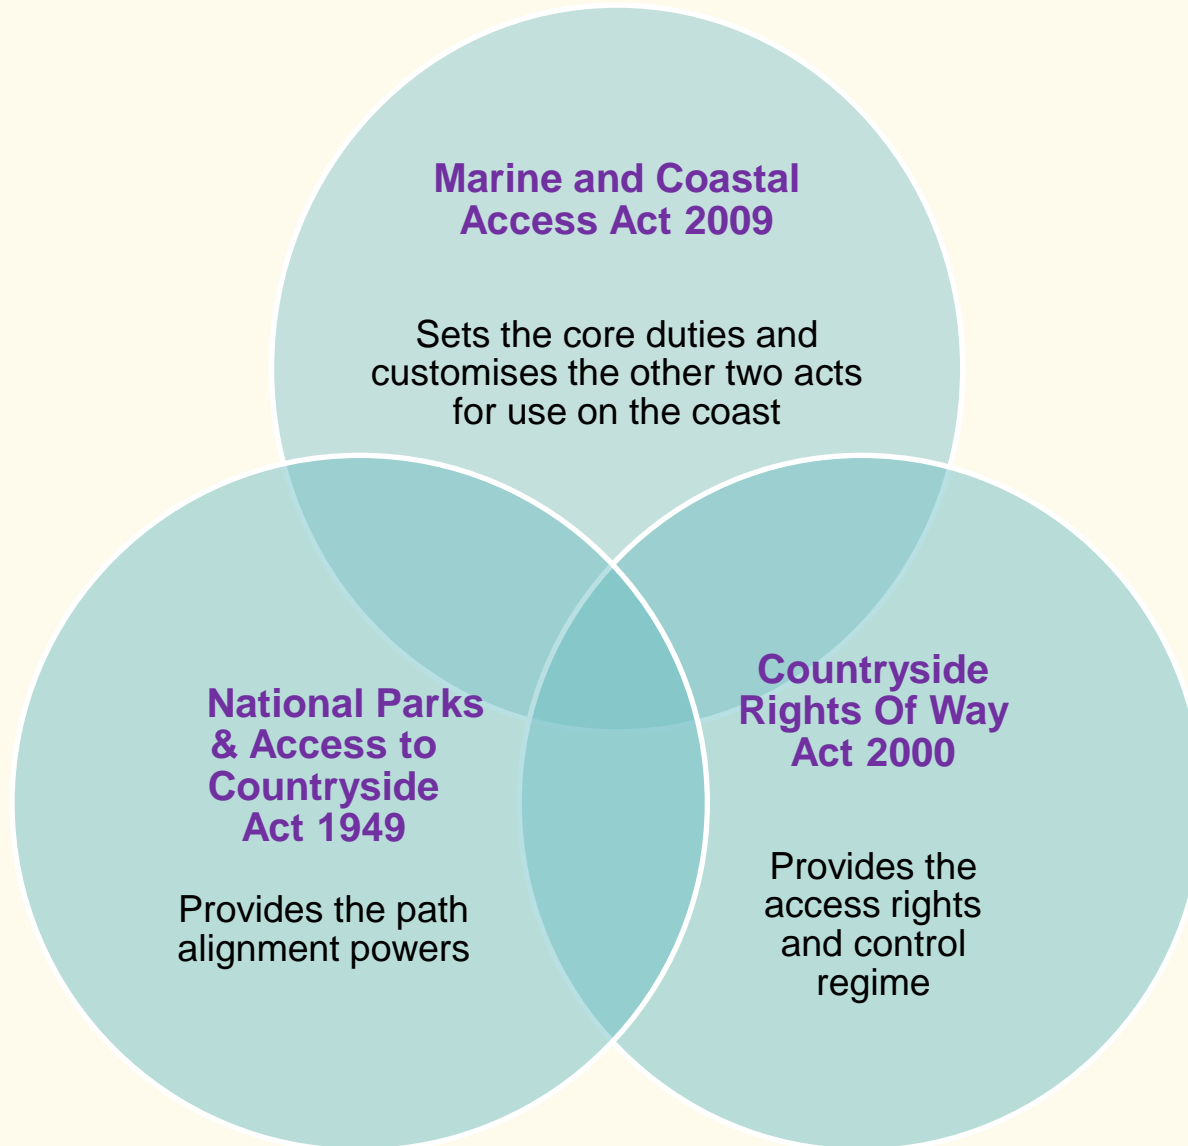 Marine and Coastal
Access Act 2009
Sets the core duties and
customises the other two acts
for use on the coast
National Parks
& Access to
Countryside
Act 1949
Provides the path
alignment powers
Countryside
Rights Of Way
Act 2000
Provides the
access rights
and control
regime